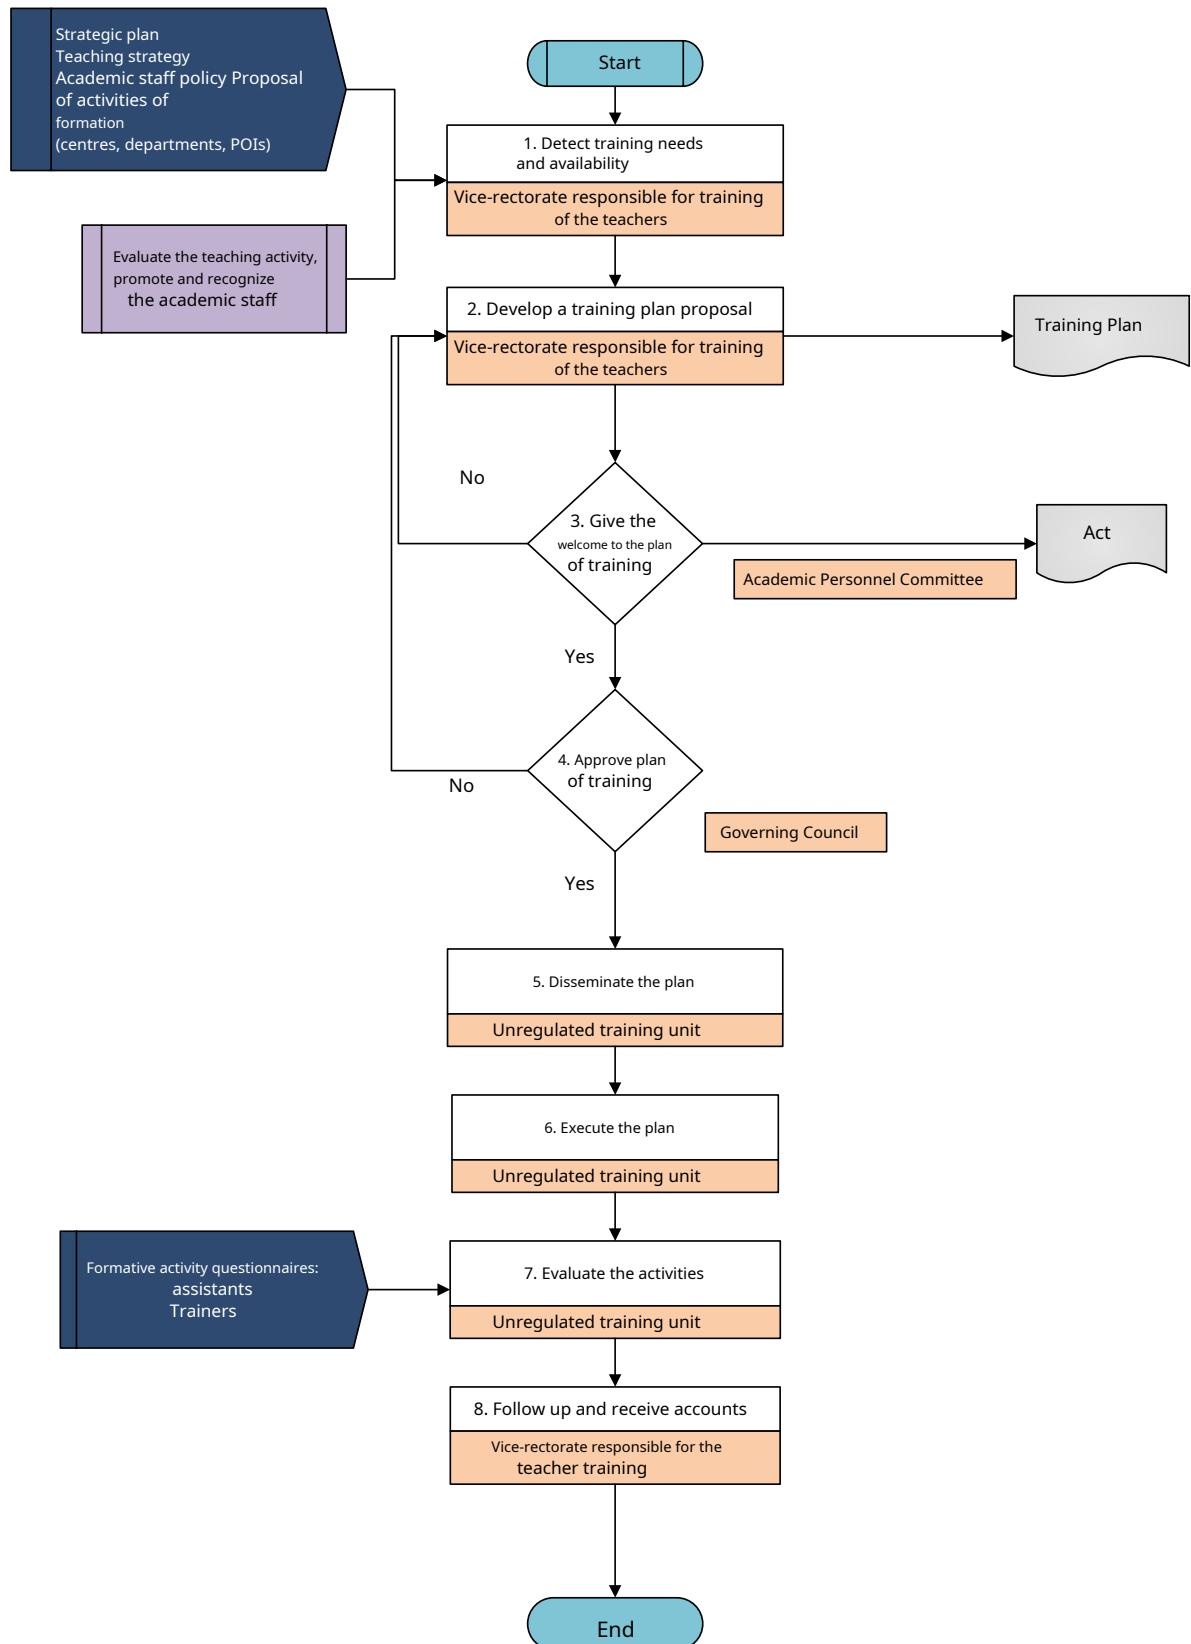 Strategic plan
Teaching strategy
Academic staff policy Proposal
of activities of
formation
(centres, departments, POIs)
Start
1. Detect training needs
and availability
Vice-rectorate responsible for training
of the teachers
Evaluate the teaching activity,
promote and recognize
the academic staff
2. Develop a training plan proposal
Vice-rectorate responsible for training
of the teachers
Training Plan
No
3. Give the
welcome to the plan
of training
Act
Academic Personnel Committee
Yes
4. Approve plan
of training
No
Governing Council
Yes
5. Disseminate the plan
Unregulated training unit
6. Execute the plan
Unregulated training unit
Formative activity questionnaires:
assistants
Trainers
7. Evaluate the activities
Unregulated training unit
8. Follow up and receive accounts
Vice-rectorate responsible for the
teacher training
End